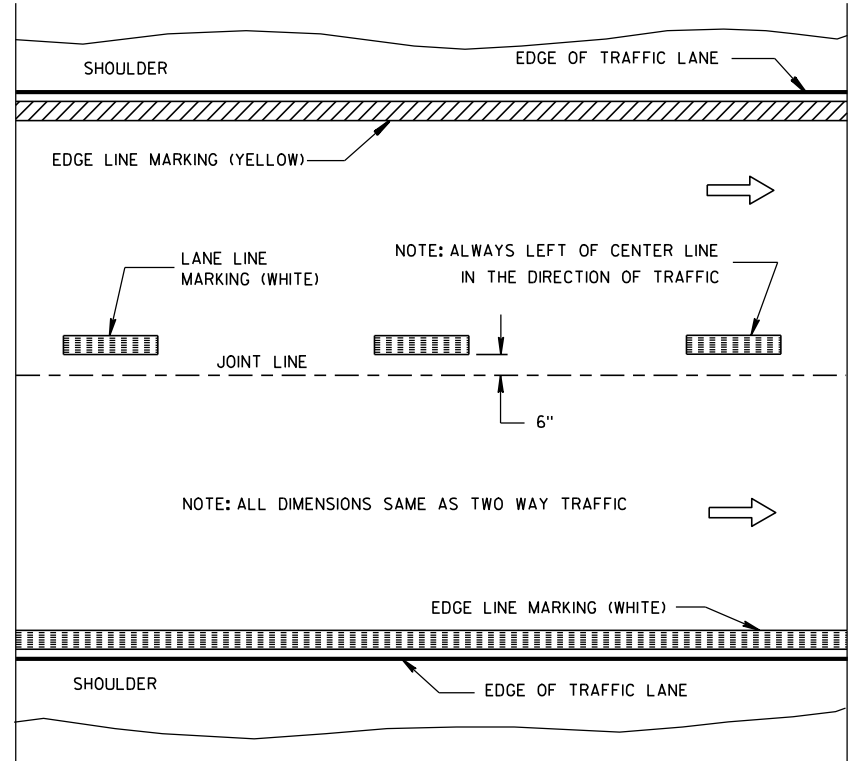 EDGE OF TRAFFIC LANE
SHOULDER
EDGE LINE MARKING (YELLOW)
NOTE: ALWAYS LEFT OF CENTER LINE
IN THE DIRECTION OF TRAFFIC
LANE LINE
MARKING (WHITE)
JOINT LINE
6"
NOTE: ALL DIMENSIONS SAME AS TWO WAY TRAFFIC
EDGE LINE MARKING (WHITE)
SHOULDER
EDGE OF TRAFFIC LANE